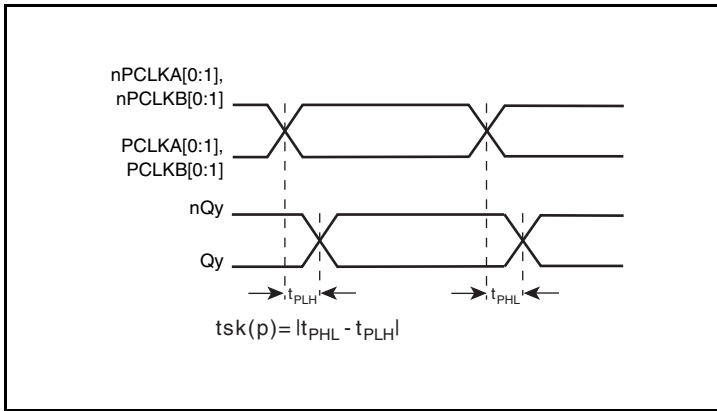 nPCLKA[0:1],
nPCLKB[0:1]
PCLKA[0:1],
PCLKB[0:1]
nQy
Qy
tPLH
tPHL
tsk(p)= |tPHL - tPLH|